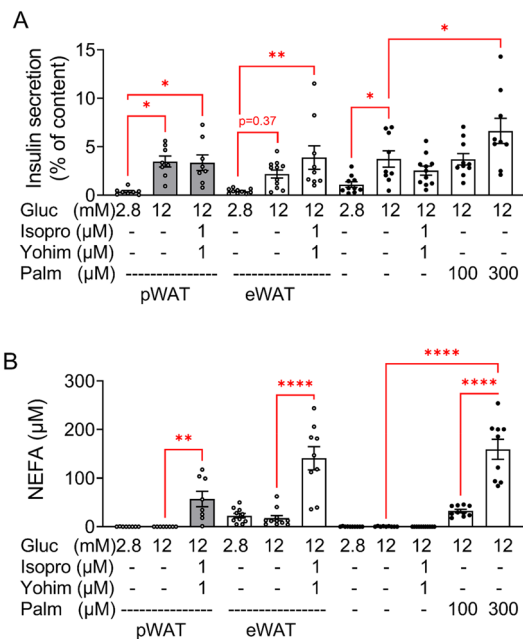 A
Insulin secretion
(% of content)
15
10
5
0
*
*
**
p=0.37
*
*
Gluc (mM) 2.8 12 12 2.8 12 12 2.8 12 12 12 12
Isopro (µM) - - 1 - - 1 - - 1 - -
Yohim (µM) - - 1 - - 1 - - 1 - -
Palm (µM) ---------------- ---------------- - - - 100 300
pWAT eWAT
B
NEFA (µM)
300
200
100
0
**
****
****
****
Gluc (mM) 2.8 12 12 2.8 12 12 2.8 12 12 12 12
Isopro (µM) - - 1 - - 1 - - 1 - -
Yohim (µM) - - 1 - - 1 - - 1 - -
Palm (µM) ---------------- ---------------- - - - 100 300
pWAT eWAT